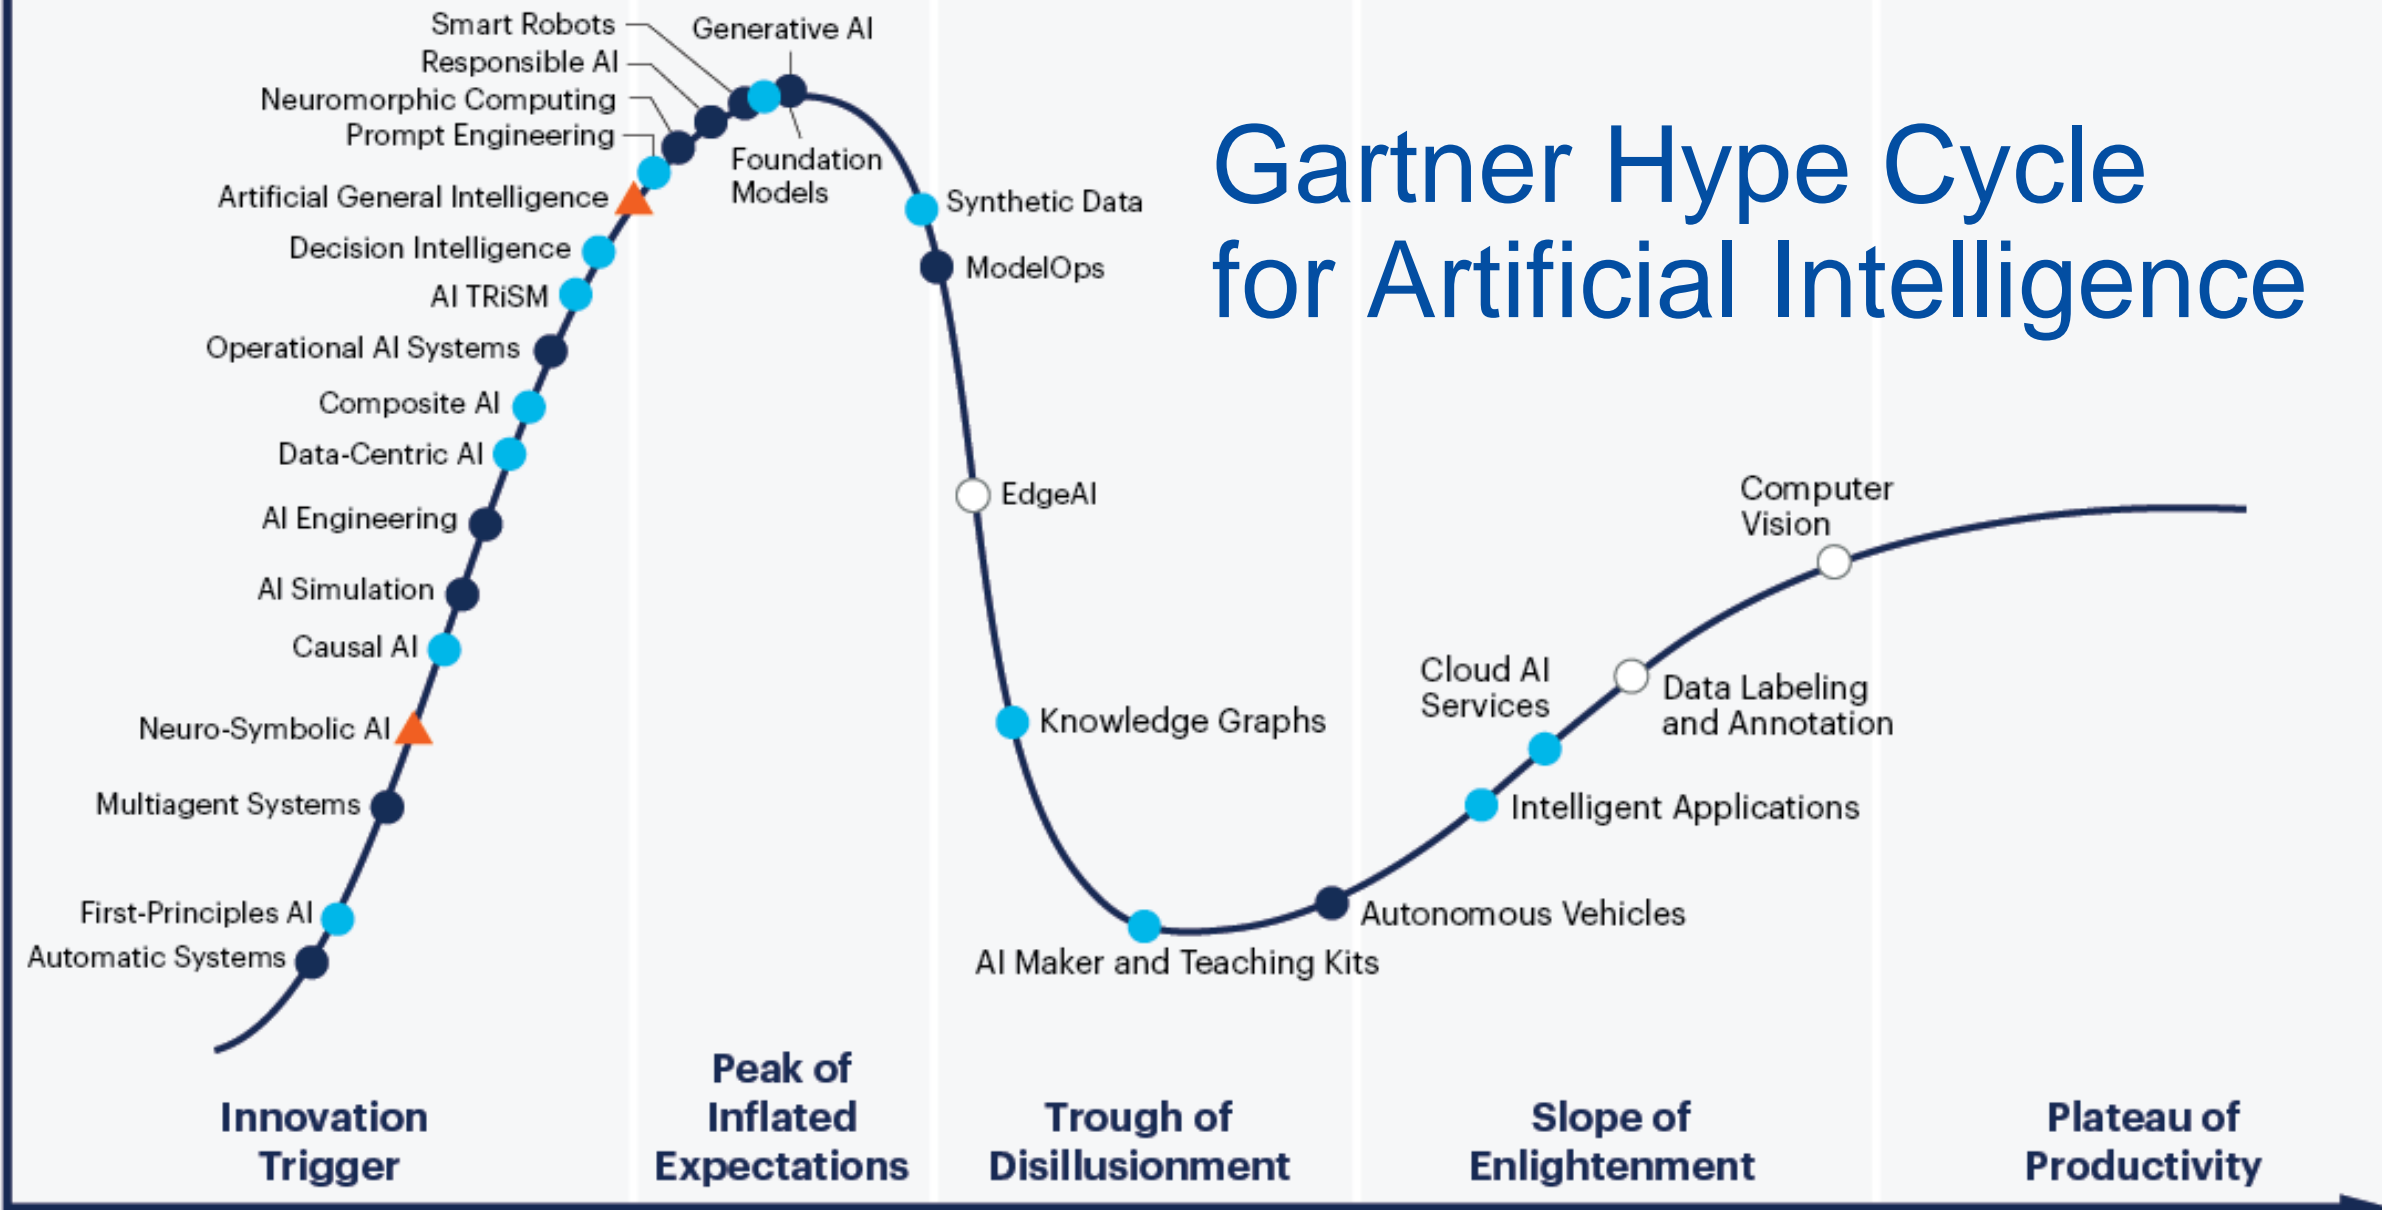 Smart Robots
Generative AI
Responsible AI
Neuromorphic Computing
Prompt Engineering
Foundation
Models
Artificial General Intelligence
Decision Intelligence
AI TRiSM
Operational AI Systems
Composite AI
Data-Centric AI
AI Engineering
AI Simulation
Causal AI
Neuro-Symbolic AI
Multiagent Systems
First-Principles AI
Automatic Systems
Gartner Hype Cycle
for Artificial Intelligence
Synthetic Data
ModelOps
EdgeAI
Knowledge Graphs
AI Maker and Teaching Kits
Autonomous Vehicles
Intelligent Applications
Cloud AI
Services
Data Labeling
and Annotation
Computer
Vision
Innovation
Trigger
Peak of
Inflated
Expectations
Trough of
Disillusionment
Slope of
Enlightenment
Plateau of
Productivity